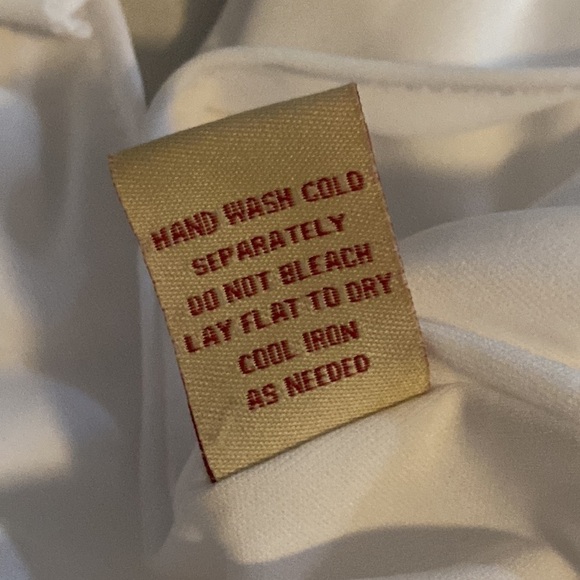 HAND WASH COLD
SEPARATELY
DO NOT BLEACH
LAY FLAT TO DRY
COOL IRON
AS NEEDED